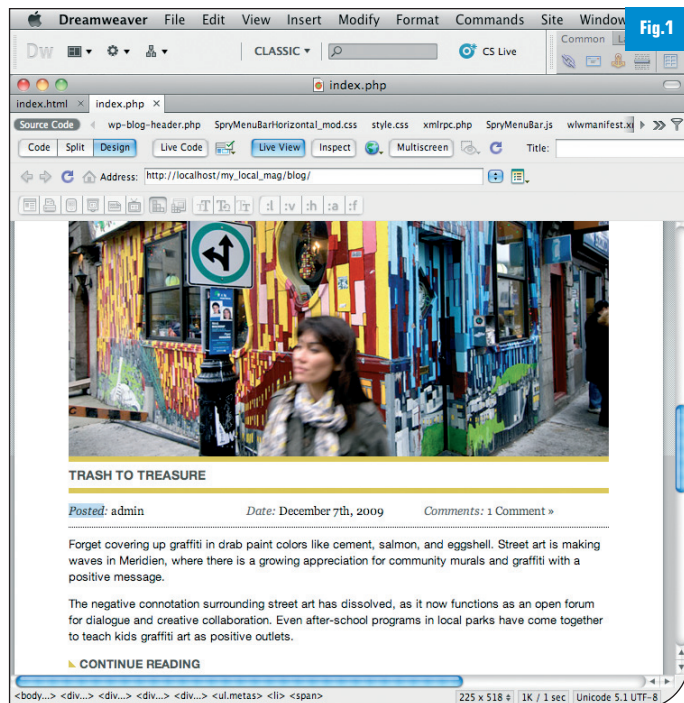 Dreamweaver File Edit View Insert Modify Format Commands Site Window
Fig.1
Dw CLASSIC CS Live
Common
index.php
index.html × index.php ×
Source Code wp-blog-header.php SpryMenuBarHorizontal_mod.css style.css xmlrpc.php SpryMenuBar.js wlwmanifest.x
Code Split Design Live Code Live View Inspect Multiscreen Title:
Address: http://localhost/my_local_mag/blog/
:l :v :h :a :f
TRASH TO TREASURE
Posted: admin Date: December 7th, 2009 Comments: 1 Comment »
Forget covering up graffiti in drab paint colors like cement, salmon, and eggshell. Street art is making
waves in Meridien, where there is a growing appreciation for community murals and graffiti with a
positive message.
The negative connotation surrounding street art has dissolved, as it now functions as an open forum
for dialogue and creative collaboration. Even after-school programs in local parks have come together
to teach kids graffiti art as positive outlets.
CONTINUE READING
<body...> <div...> <div...> <div...> <div...> <ul.metas> <li> <span>
225 x 518 1K / 1 sec Unicode 5.1 UTF-8